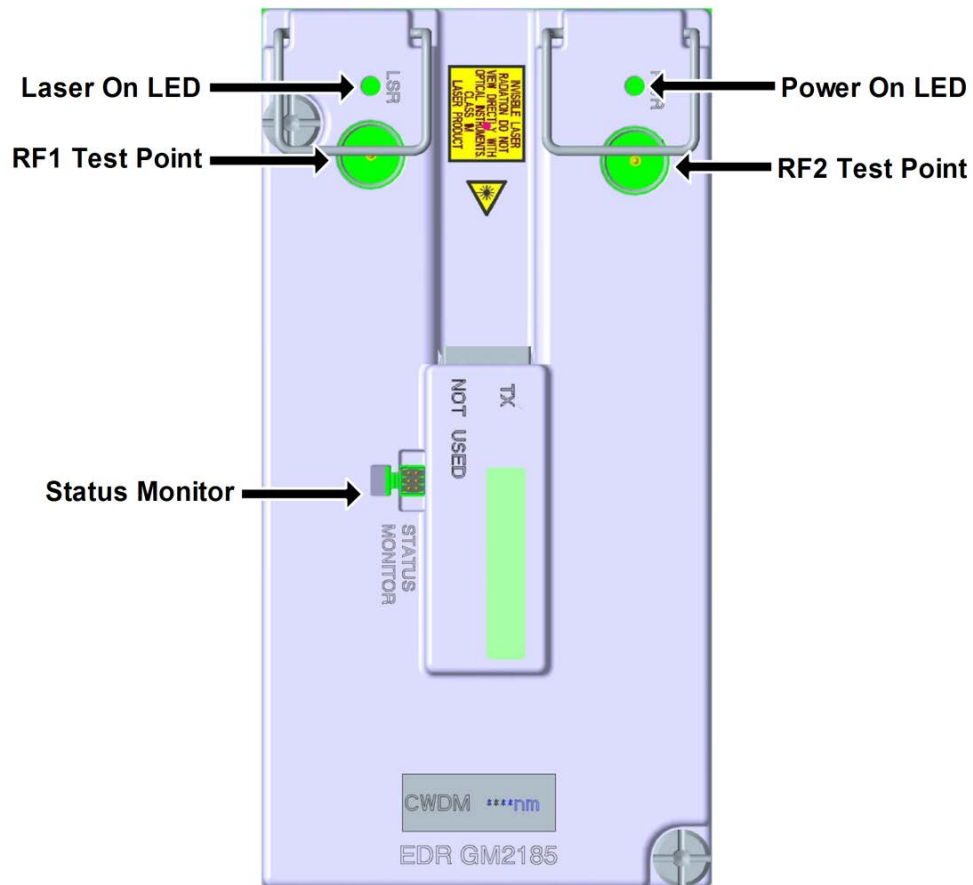 Laser On LED
LSR
Power On LED
RF1 Test Point
RF2 Test Point
INVISIBLE LASER
RADIATION DO NOT
VIEW DIRECTLY WITH
OPTICAL INSTRUMENTS
CLASS 1M
LASER PRODUCT
TX
NOT USED
Status Monitor
STATUS
MONITOR
CWDM ****nm
EDR GM2185